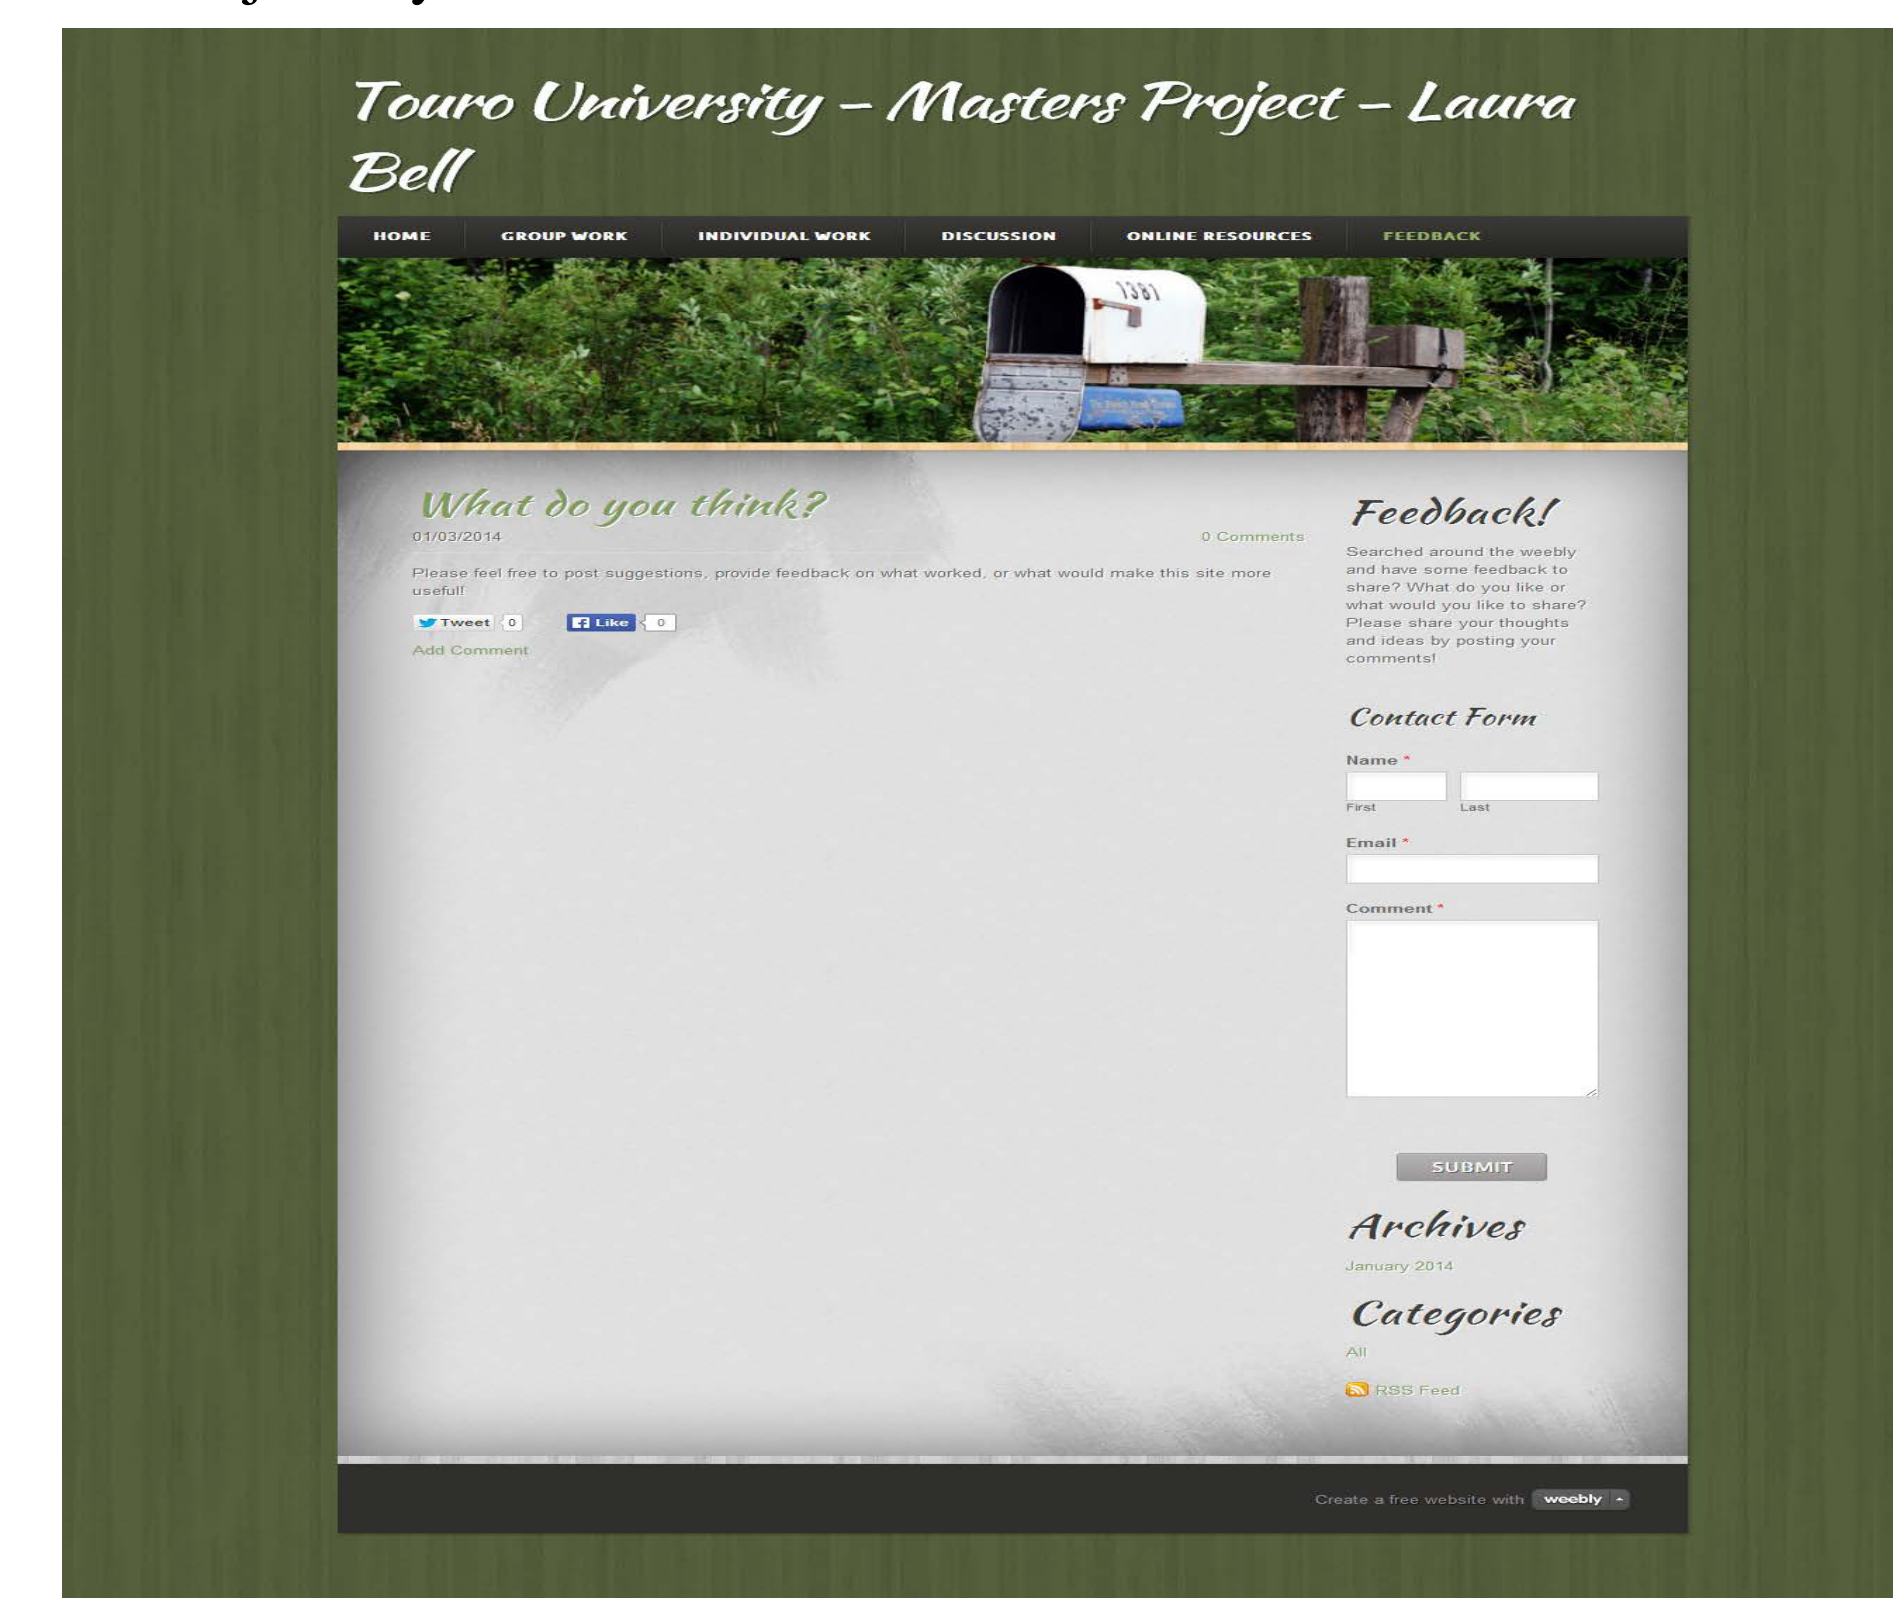 Touro University – Masters Project – Laura
Bell
HOME GROUP WORK INDIVIDUAL WORK DISCUSSION ONLINE RESOURCES FEEDBACK
1381
What do you think?
01/03/2014 0 Comments
Please feel free to post suggestions, provide feedback on what worked, or what would make this site more
useful!
Tweet 0 Like 0
Add Comment
Feedback!
Searched around the weebly
and have some feedback to
share? What do you like or
what would you like to share?
Please share your thoughts
and ideas by posting your
comments!
Contact Form
Name *
First Last
Email *
Comment *
SUBMIT
Archives
January 2014
Categories
All
RSS Feed
Create a free website with weebly